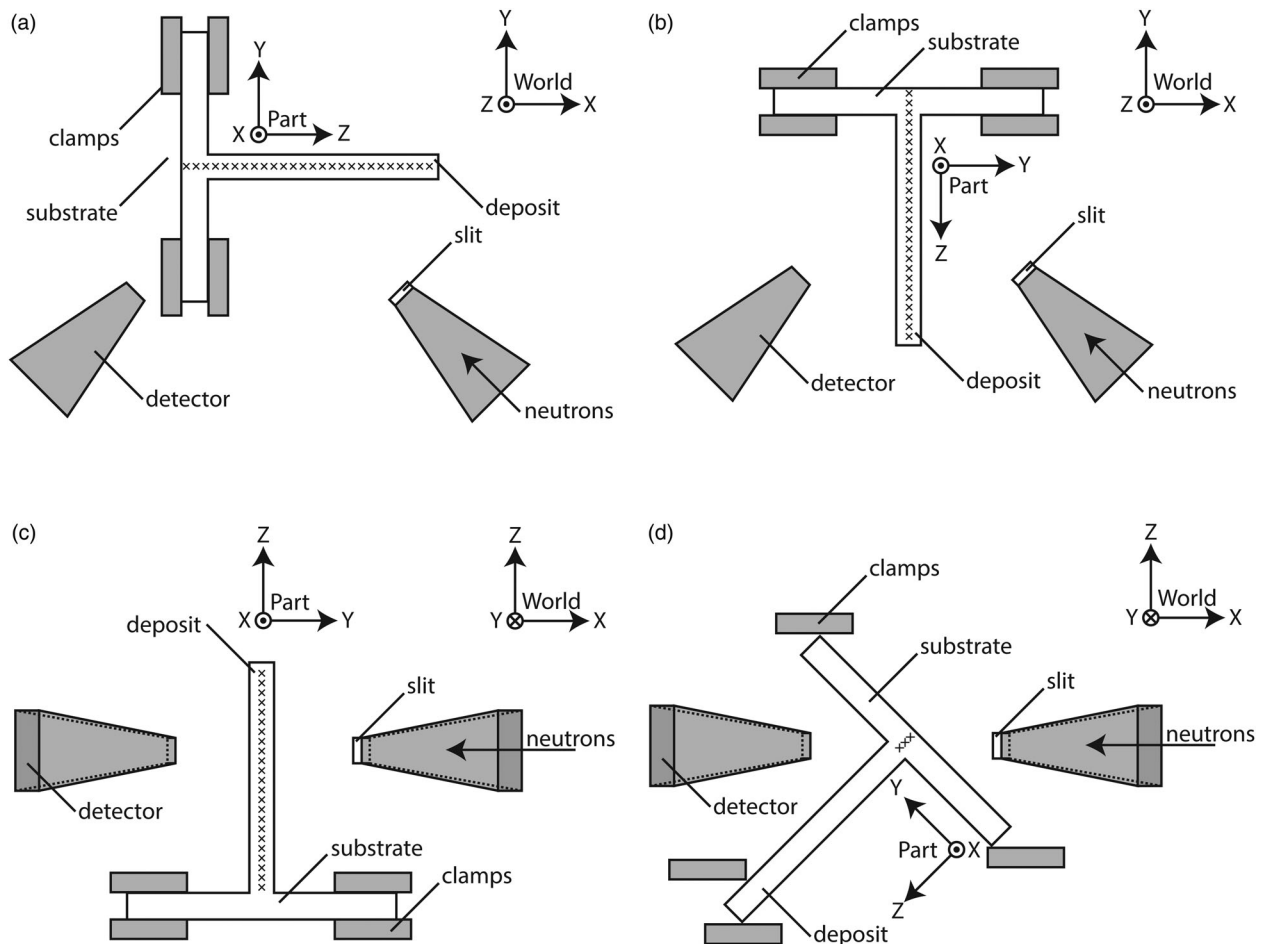 (a)
Y
Part
X
Z
Y
World
Z
X
clamps
substrate
deposit
slit
detector
neutrons
(b)
clamps
substrate
Y
World
Z
X
X
Part
Y
Z
slit
detector
deposit
neutrons
(c)
Z
Part
X
Y
Z
World
Y
X
deposit
slit
neutrons
detector
substrate
clamps
(d)
clamps
Z
World
Y
X
substrate
slit
neutrons
detector
Y
Part
X
Z
deposit